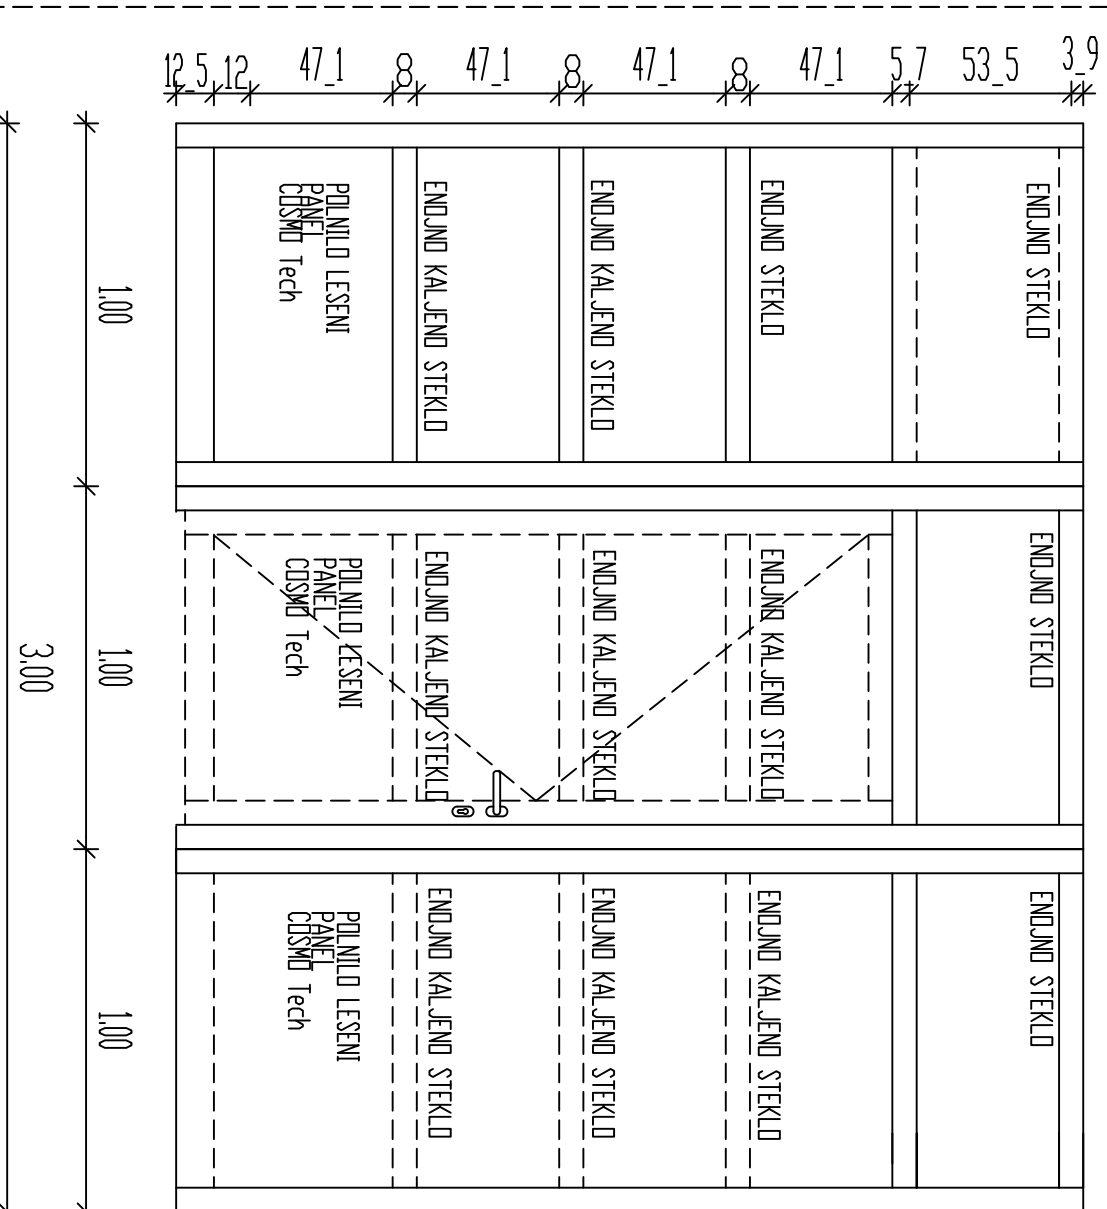 12_5
12
47_1
8
47_1
8
47_1
8
47_1
5_7
53_5
3_9
1,00
1,00
1,00
3,00
ENOJNO STEKLO
ENOJNO STEKLO
ENOJNO KALJENO STEKLO
ENOJNO KALJENO STEKLO
POLNILO LESENI
PANEL
COSMO Tech
ENOJNO STEKLO
ENOJNO KALJENO STEKLO
ENOJNO KALJENO STEKLO
ENOJNO KALJENO STEKLO
POLNILO LESENI
PANEL
COSMO Tech
ENOJNO STEKLO
ENOJNO KALJENO STEKLO
ENOJNO KALJENO STEKLO
ENOJNO KALJENO STEKLO
POLNILO LESENI
PANEL
COSMO Tech